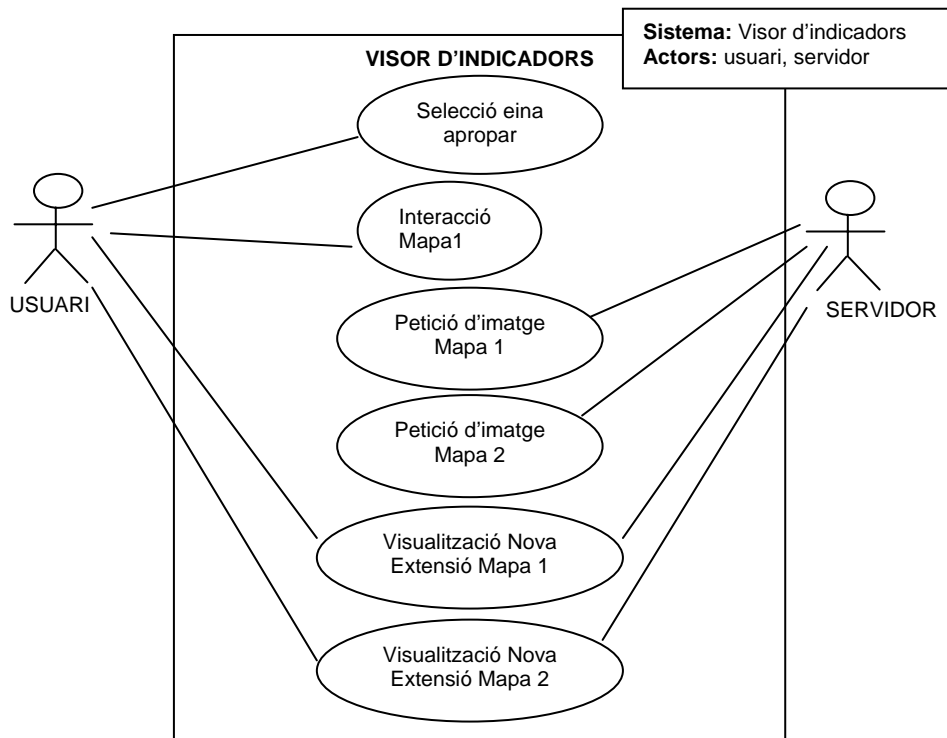 Sistema: Visor d'indicadors
Actors: usuari, servidor
VISOR D'INDICADORS
Selecció eina
apropar
Interacció
Mapa1
USUARI
SERVIDOR
Petició d'imatge
Mapa 1
Petició d'imatge
Mapa 2
Visualització Nova
Extensió Mapa 1
Visualització Nova
Extensió Mapa 2